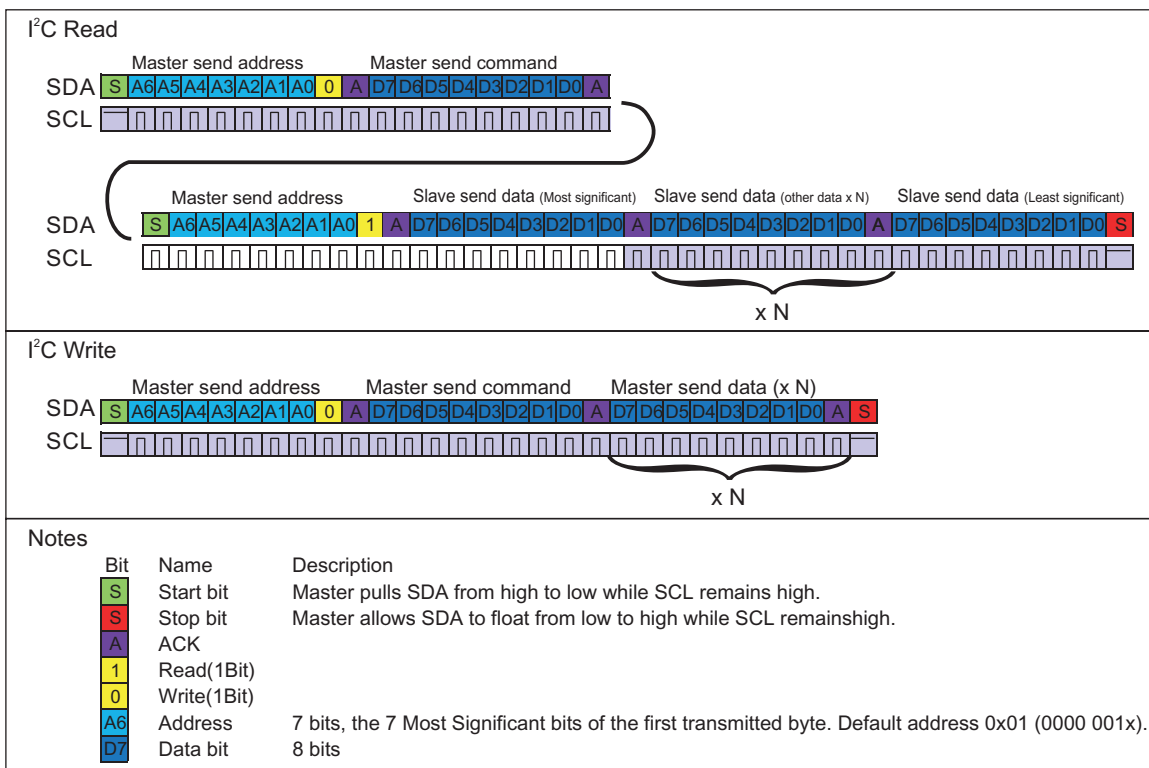 I²C Read
Master send address Master send command
SDA S A6 A5 A4 A3 A2 A1 A0 0 A D7 D6 D5 D4 D3 D2 D1 D0 A
SCL
Master send address Slave send data (Most significant) Slave send data (other data x N) Slave send data (Least significant)
SDA S A6 A5 A4 A3 A2 A1 A0 1 A D7 D6 D5 D4 D3 D2 D1 D0 A D7 D6 D5 D4 D3 D2 D1 D0 A D7 D6 D5 D4 D3 D2 D1 D0 S
SCL
x N
I²C Write
Master send address Master send command Master send data (x N)
SDA S A6 A5 A4 A3 A2 A1 A0 0 A D7 D6 D5 D4 D3 D2 D1 D0 A D7 D6 D5 D4 D3 D2 D1 D0 A S
SCL
x N
Notes
Bit Name Description
S Start bit Master pulls SDA from high to low while SCL remains high.
S Stop bit Master allows SDA to float from low to high while SCL remainshigh.
A ACK
1 Read(1Bit)
0 Write(1Bit)
A6 Address 7 bits, the 7 Most Significant bits of the first transmitted byte. Default address 0x01 (0000 001x).
D7 Data bit 8 bits